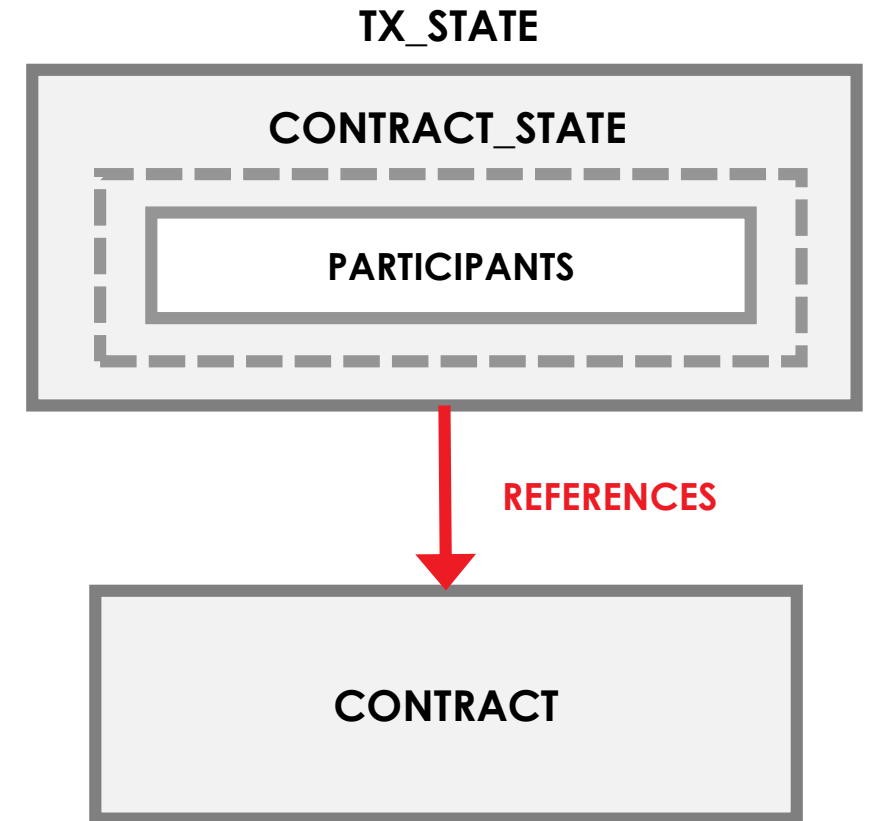 TX_STATE
CONTRACT_STATE
PARTICIPANTS
REFERENCES
CONTRACT